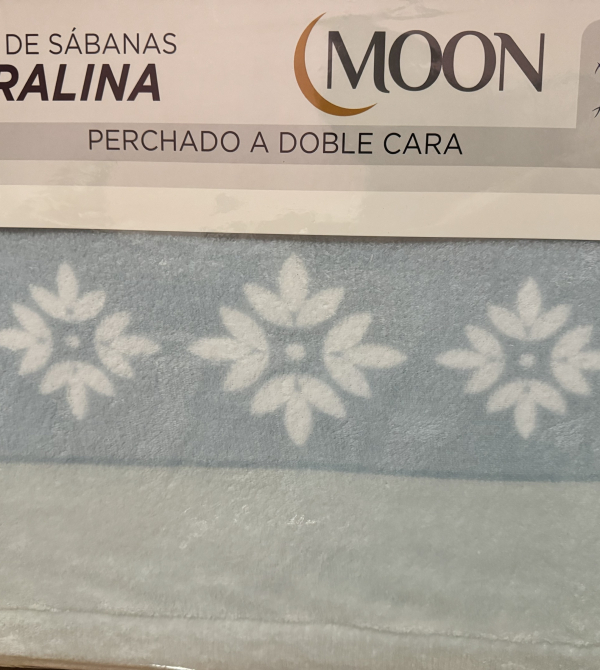 DE SÁBANAS
RALINA
MOON
PERCHADO A DOBLE CARA